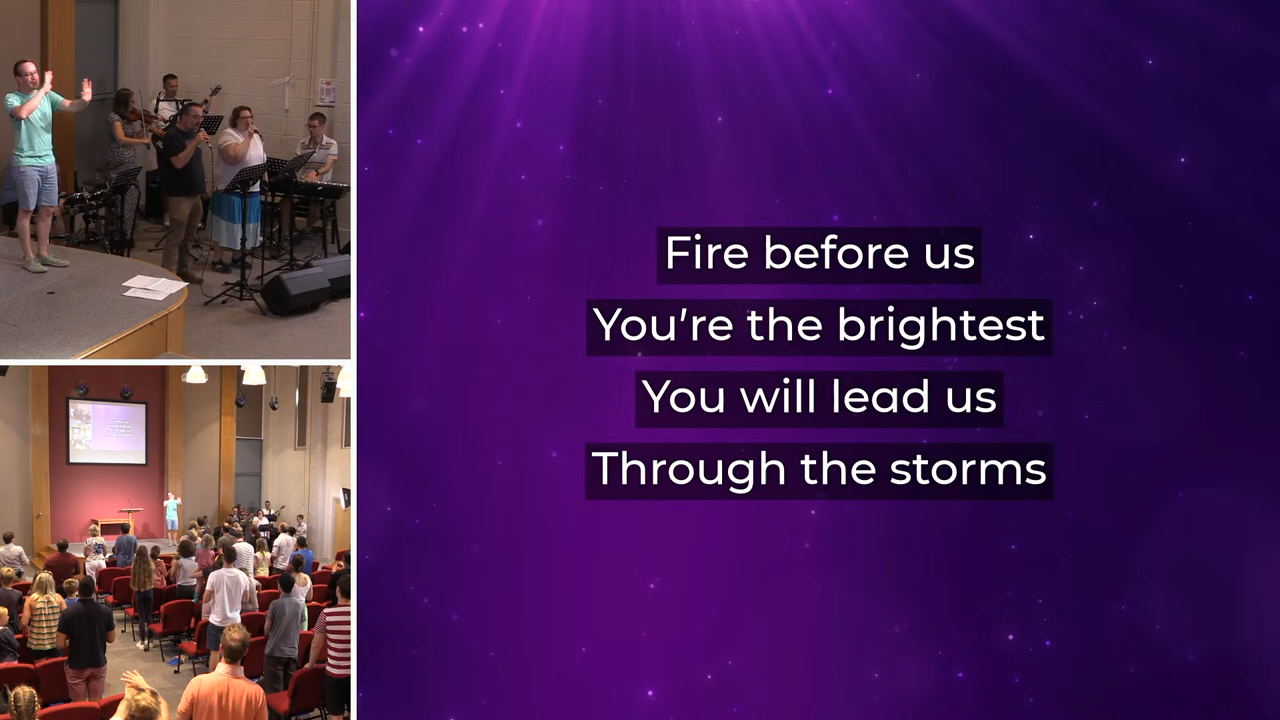 Fire before us
You're the brightest
You will lead us
Through the storms